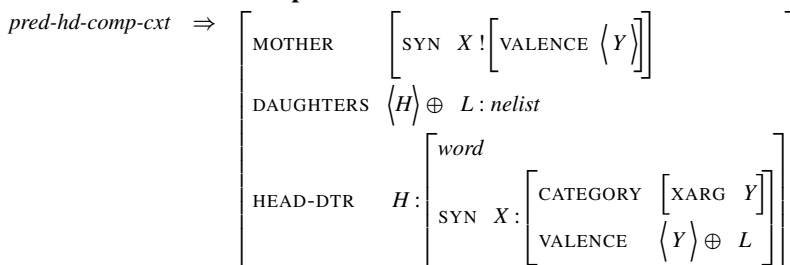 pred-hd-comp-cxt ⇒
MOTHER [SYN X ! [VALENCE ⟨Y⟩]]
DAUGHTERS ⟨H⟩ ⊕ L : nelist
HEAD-DTR H : [word
SYN X : [CATEGORY [XARG Y]
VALENCE ⟨Y⟩ ⊕ L]]